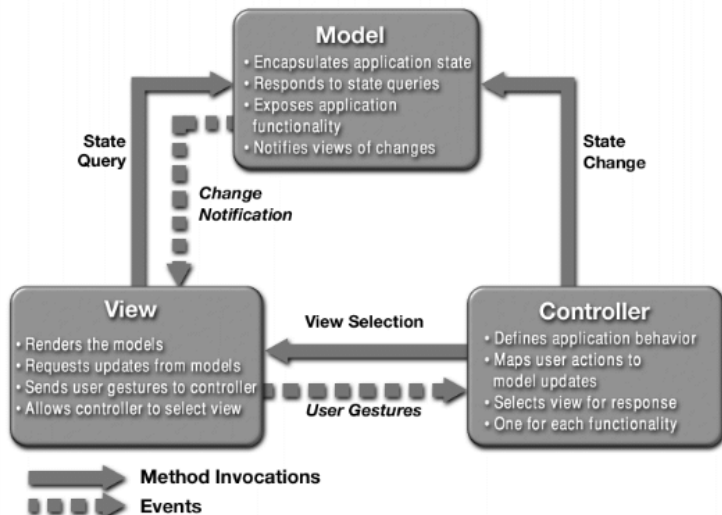 Model
• Encapsulates application state
• Responds to state queries
• Exposes application
functionality
• Notifies views of changes
State
Query
State
Change
Change
Notification
View
• Renders the models
• Requests updates from models
• Sends user gestures to controller
• Allows controller to select view
View Selection
User Gestures
Controller
• Defines application behavior
• Maps user actions to
model updates
• Selects view for response
• One for each functionality
Method Invocations
Events